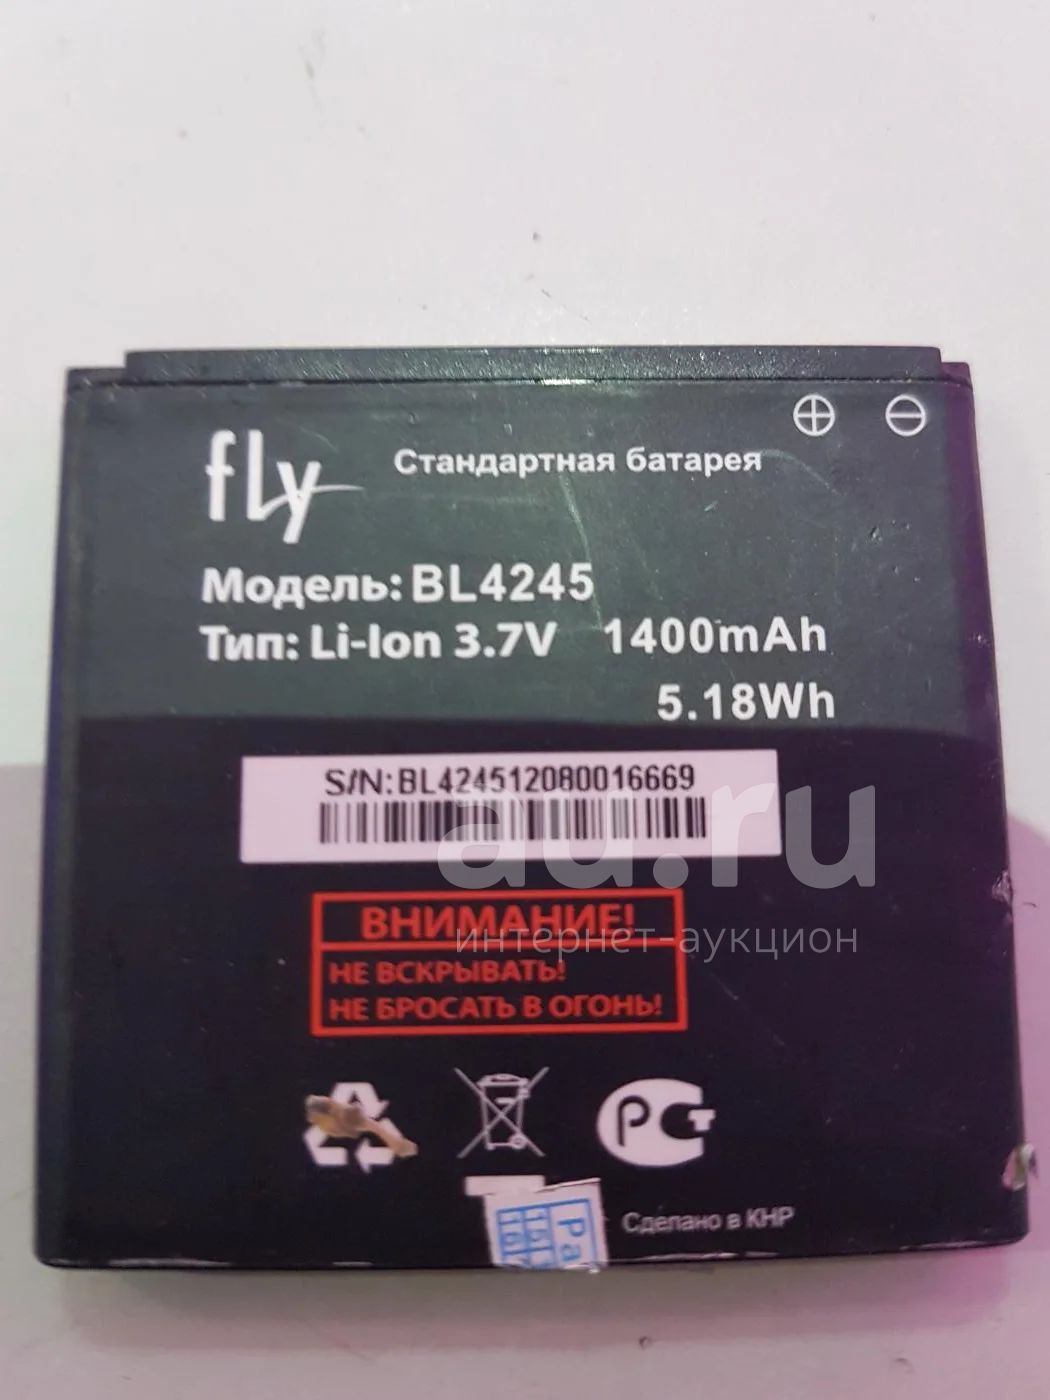 fly
Стандартная батарея
Модель: BL4245
Тип: Li-Ion 3.7V 1400mAh
5.18Wh
S/N: BL424512080016669
au.ru
ВНИМАНИЕ!
интернет-аукцион
НЕ ВСКРЫВАТЬ!
НЕ БРОСАТЬ В ОГОНЬ!
РСТ
Сделано в КНР